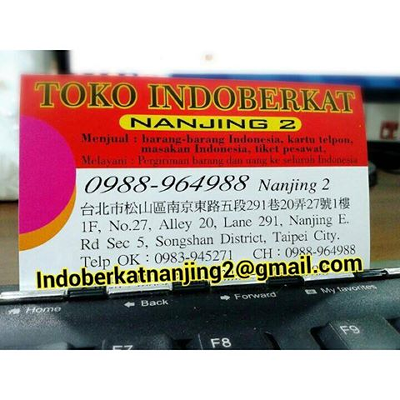 TOKO INDOBERKAT
NANJING 2
Menjual : barang-barang Indonesia, kartu telpon,
masakan Indonesia, tiket pesawat,
Melayani : Pengiriman barang dan uang ke seluruh Indonesia
0988-964988 Nanjing 2
台北市松山區南京東路五段291巷20弄27號1樓
1F, No.27, Alley 20, Lane 291, Nanjing E.
Rd Sec 5, Songshan District, Taipei City.
Telp OK : 0983-945271 CH : 0988-964988
Indoberkatnanjing2@gmail.com
Home Back Forward My favorites
F7 F8 F9